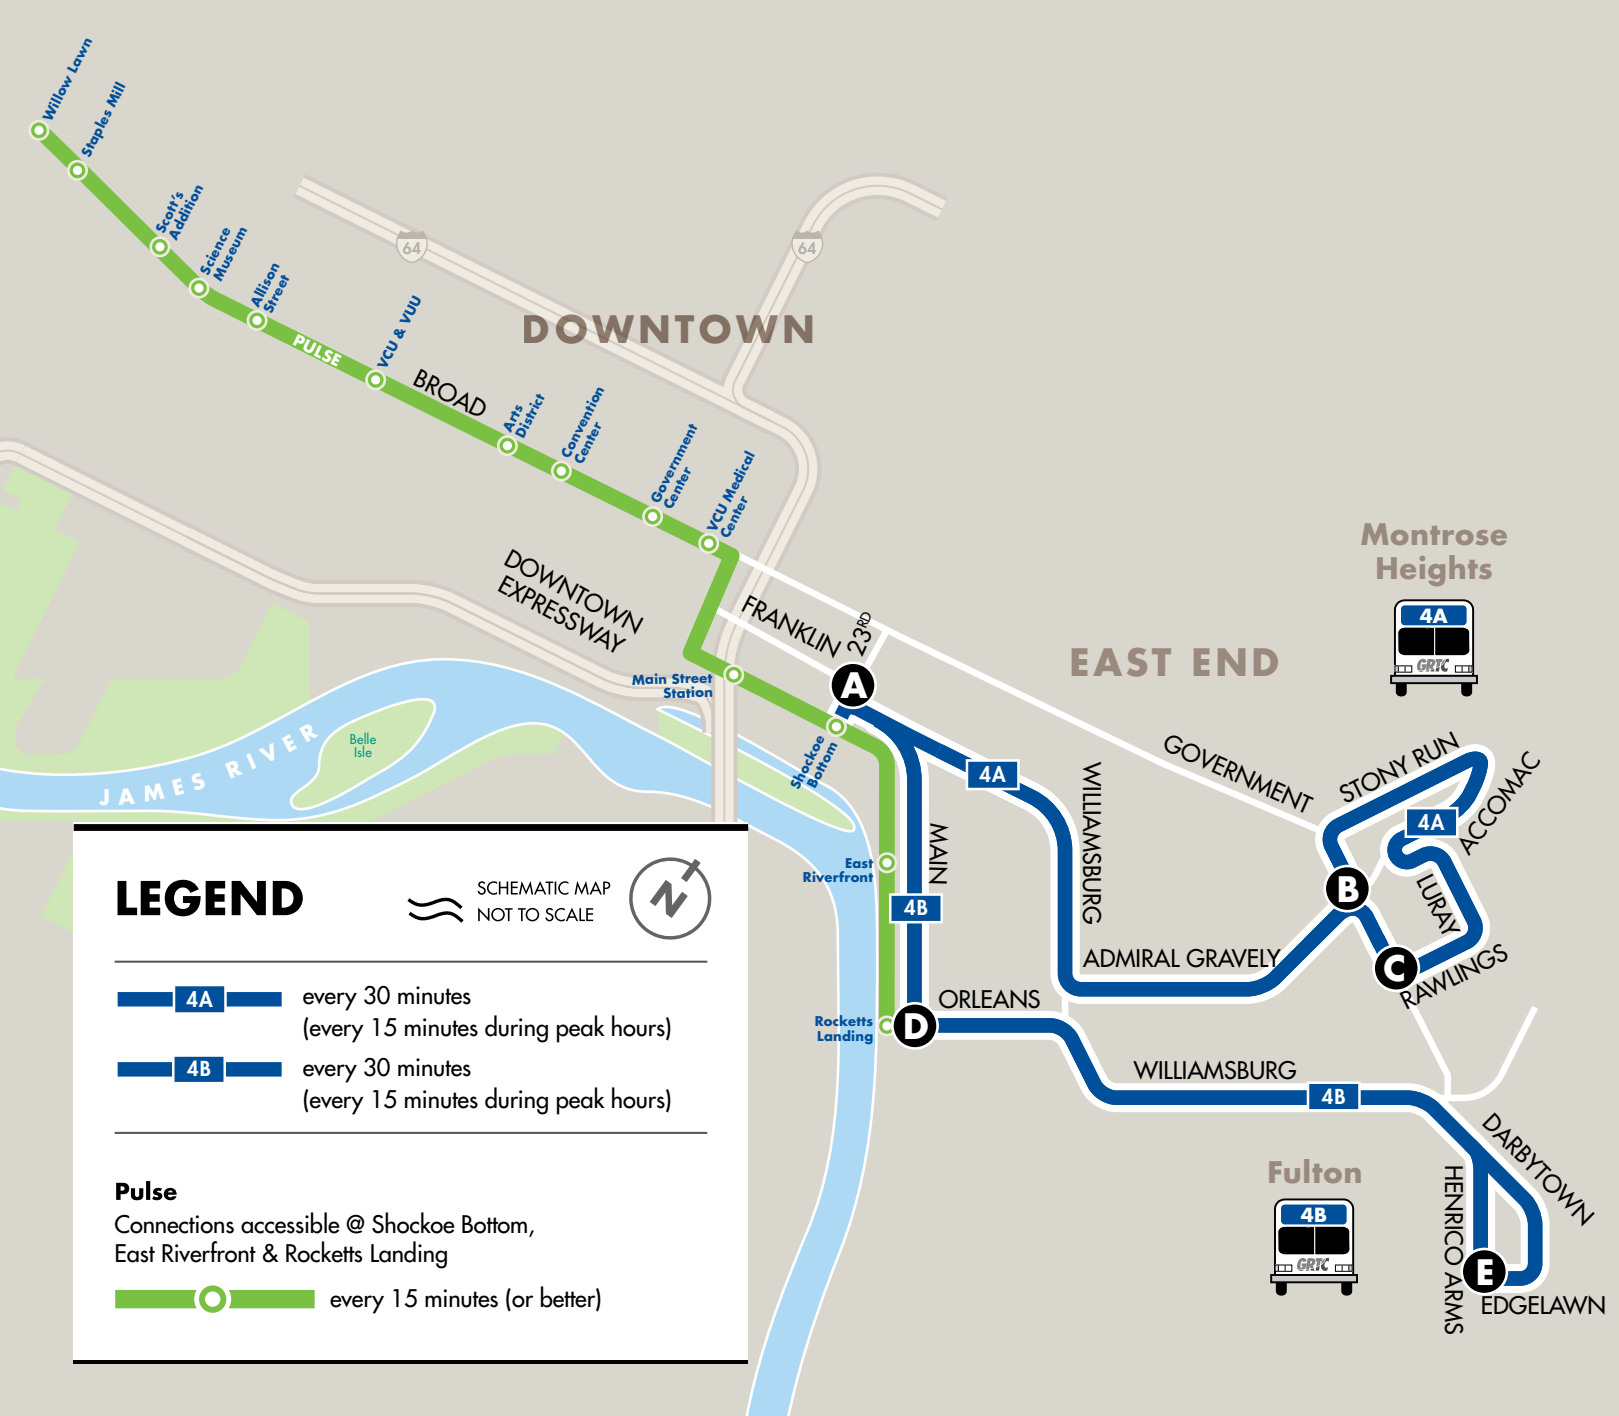 Willow Lawn
Staples Mill
Scott's
Addition
Science
Museum
Allison
Street
PULSE
VCU & VUU
BROAD
Arts
District
Convention
Center
Government
Center
VCU Medical
Center
64
64
DOWNTOWN
DOWNTOWN
EXPRESSWAY
FRANKLIN
23RD
Main Street
Station
A
Shockoe
Bottom
EAST END
Montrose
Heights
4A
GRTC
JAMES RIVER
Belle
Isle
4A
WILLIAMSBURG
GOVERNMENT
STONY RUN
4A
ACCOMAC
LURAY
B
C
RAWLINGS
ADMIRAL GRAVELY
MAIN
East
Riverfront
4B
ORLEANS
Rocketts
Landing
D
WILLIAMSBURG
4B
DARBYTOWN
HENRICO ARMS
E
EDGELAWN
Fulton
4B
GRTC
LEGEND
SCHEMATIC MAP
NOT TO SCALE
N
4A every 30 minutes
(every 15 minutes during peak hours)
4B every 30 minutes
(every 15 minutes during peak hours)
Pulse
Connections accessible @ Shockoe Bottom,
East Riverfront & Rocketts Landing
every 15 minutes (or better)